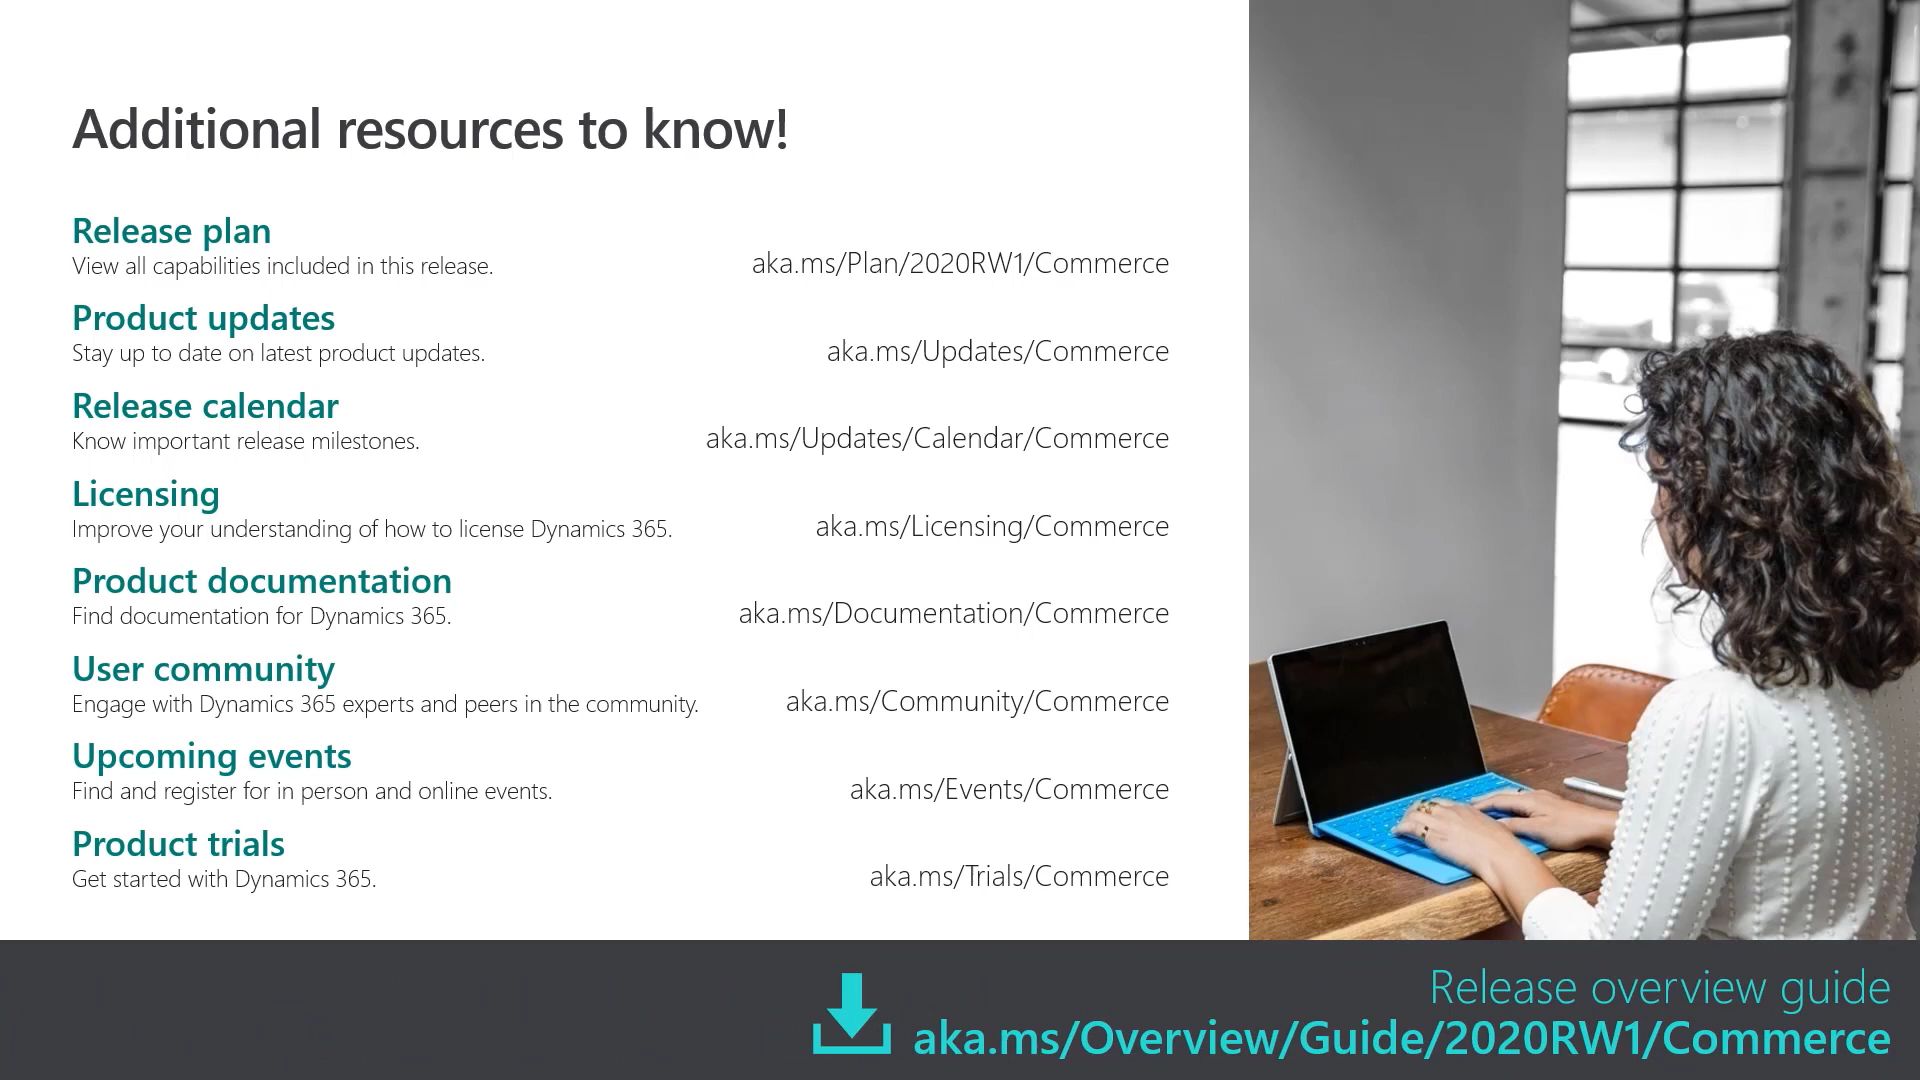 Additional resources to know!
Release plan
View all capabilities included in this release.
aka.ms/Plan/2020RW1/Commerce
Product updates
Stay up to date on latest product updates.
aka.ms/Updates/Commerce
Release calendar
Know important release milestones.
aka.ms/Updates/Calendar/Commerce
Licensing
Improve your understanding of how to license Dynamics 365.
aka.ms/Licensing/Commerce
Product documentation
Find documentation for Dynamics 365.
aka.ms/Documentation/Commerce
User community
Engage with Dynamics 365 experts and peers in the community.
aka.ms/Community/Commerce
Upcoming events
Find and register for in person and online events.
aka.ms/Events/Commerce
Product trials
Get started with Dynamics 365.
aka.ms/Trials/Commerce
Release overview guide
aka.ms/Overview/Guide/2020RW1/Commerce